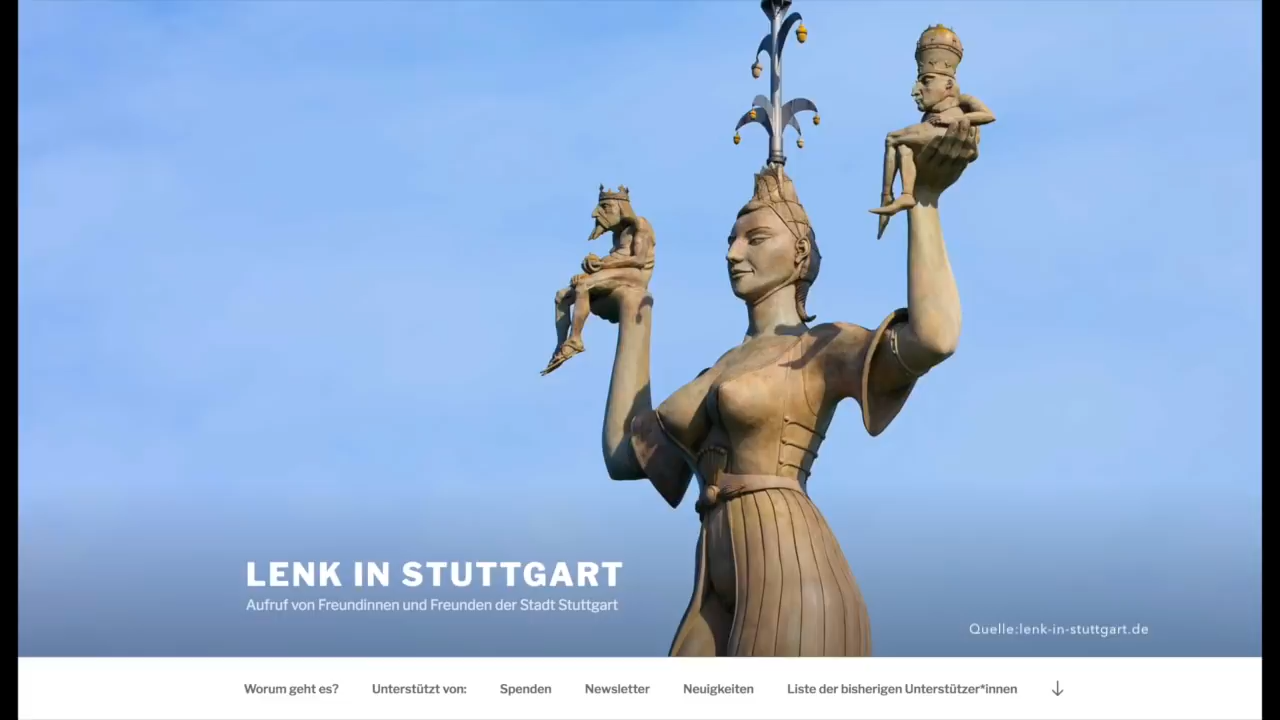 LENK IN STUTTGART
Aufruf von Freundinnen und Freunden der Stadt Stuttgart
Quelle:lenk-in-stuttgart.de
Worum geht es?
Unterstützt von:
Spenden
Newsletter
Neuigkeiten
Liste der bisherigen Unterstützer*innen